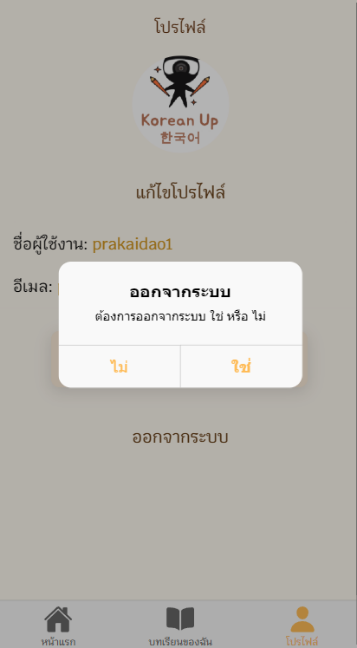 โปรไฟล์
Korean Up
한국어
แก้ไขโปรไฟล์
ชื่อผู้ใช้งาน: prakaidao1
อีเมล:
ออกจากระบบ
ต้องการออกจากระบบ ใช่ หรือ ไม่
ไม่
ใช่
ออกจากระบบ
หน้าแรก
บทเรียนของฉัน
โปรไฟล์